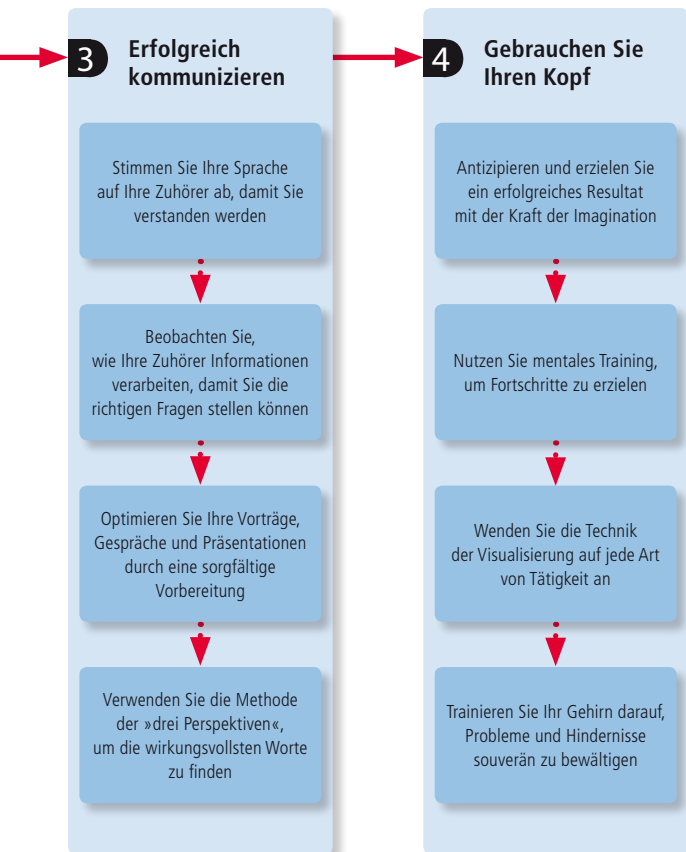 3
Erfolgreich
kommunizieren
Stimmen Sie Ihre Sprache
auf Ihre Zuhörer ab, damit Sie
verstanden werden
Beobachten Sie,
wie Ihre Zuhörer Informationen
verarbeiten, damit Sie die
richtigen Fragen stellen können
Optimieren Sie Ihre Vorträge,
Gespräche und Präsentationen
durch eine sorgfältige
Vorbereitung
Verwenden Sie die Methode
der »drei Perspektiven«,
um die wirkungsvollsten Worte
zu finden
4
Gebrauchen Sie
Ihren Kopf
Antizipieren und erzielen Sie
ein erfolgreiches Resultat
mit der Kraft der Imagination
Nutzen Sie mentales Training,
um Fortschritte zu erzielen
Wenden Sie die Technik
der Visualisierung auf jede Art
von Tätigkeit an
Trainieren Sie Ihr Gehirn darauf,
Probleme und Hindernisse
souverän zu bewältigen